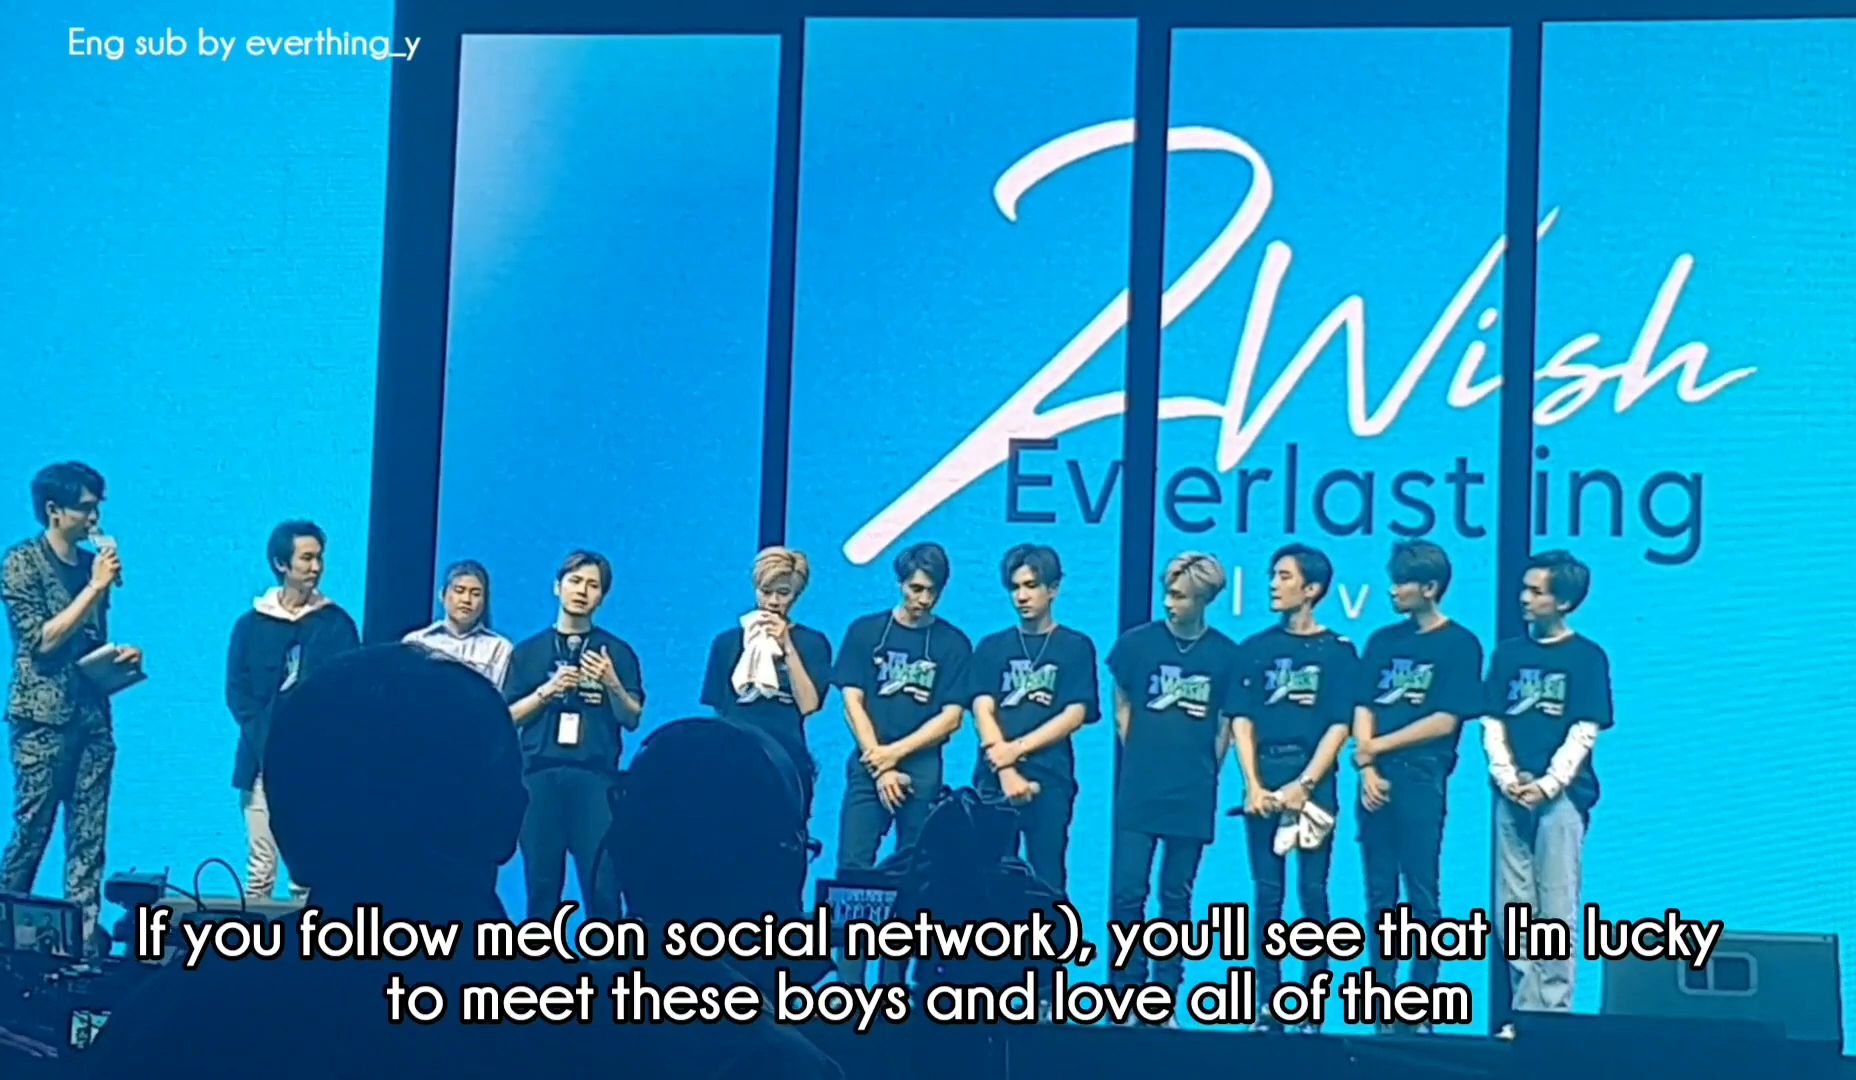 Eng sub by everthing_y
2Wish
Everlasting
If you follow me(on social network), you'll see that I'm lucky
to meet these boys and love all of them